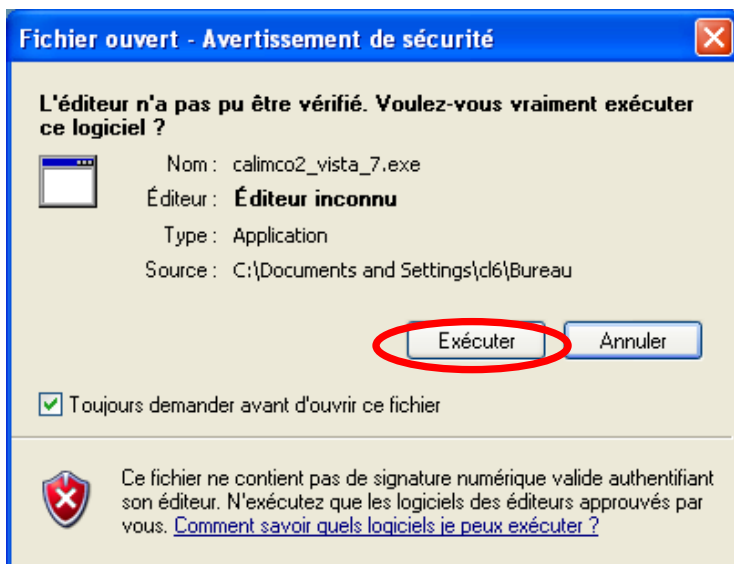 Fichier ouvert - Avertissement de sécurité
L'éditeur n'a pas pu être vérifié. Voulez-vous vraiment exécuter
ce logiciel ?
Nom : calimco2_vista_7.exe
Éditeur : Éditeur inconnu
Type : Application
Source : C:\Documents and Settings\cl6\Bureau
Exécuter Annuler
Toujours demander avant d'ouvrir ce fichier
Ce fichier ne contient pas de signature numérique valide authentifiant
son éditeur. N'exécutez que les logiciels des éditeurs approuvés par
vous. Comment savoir quels logiciels je peux exécuter ?